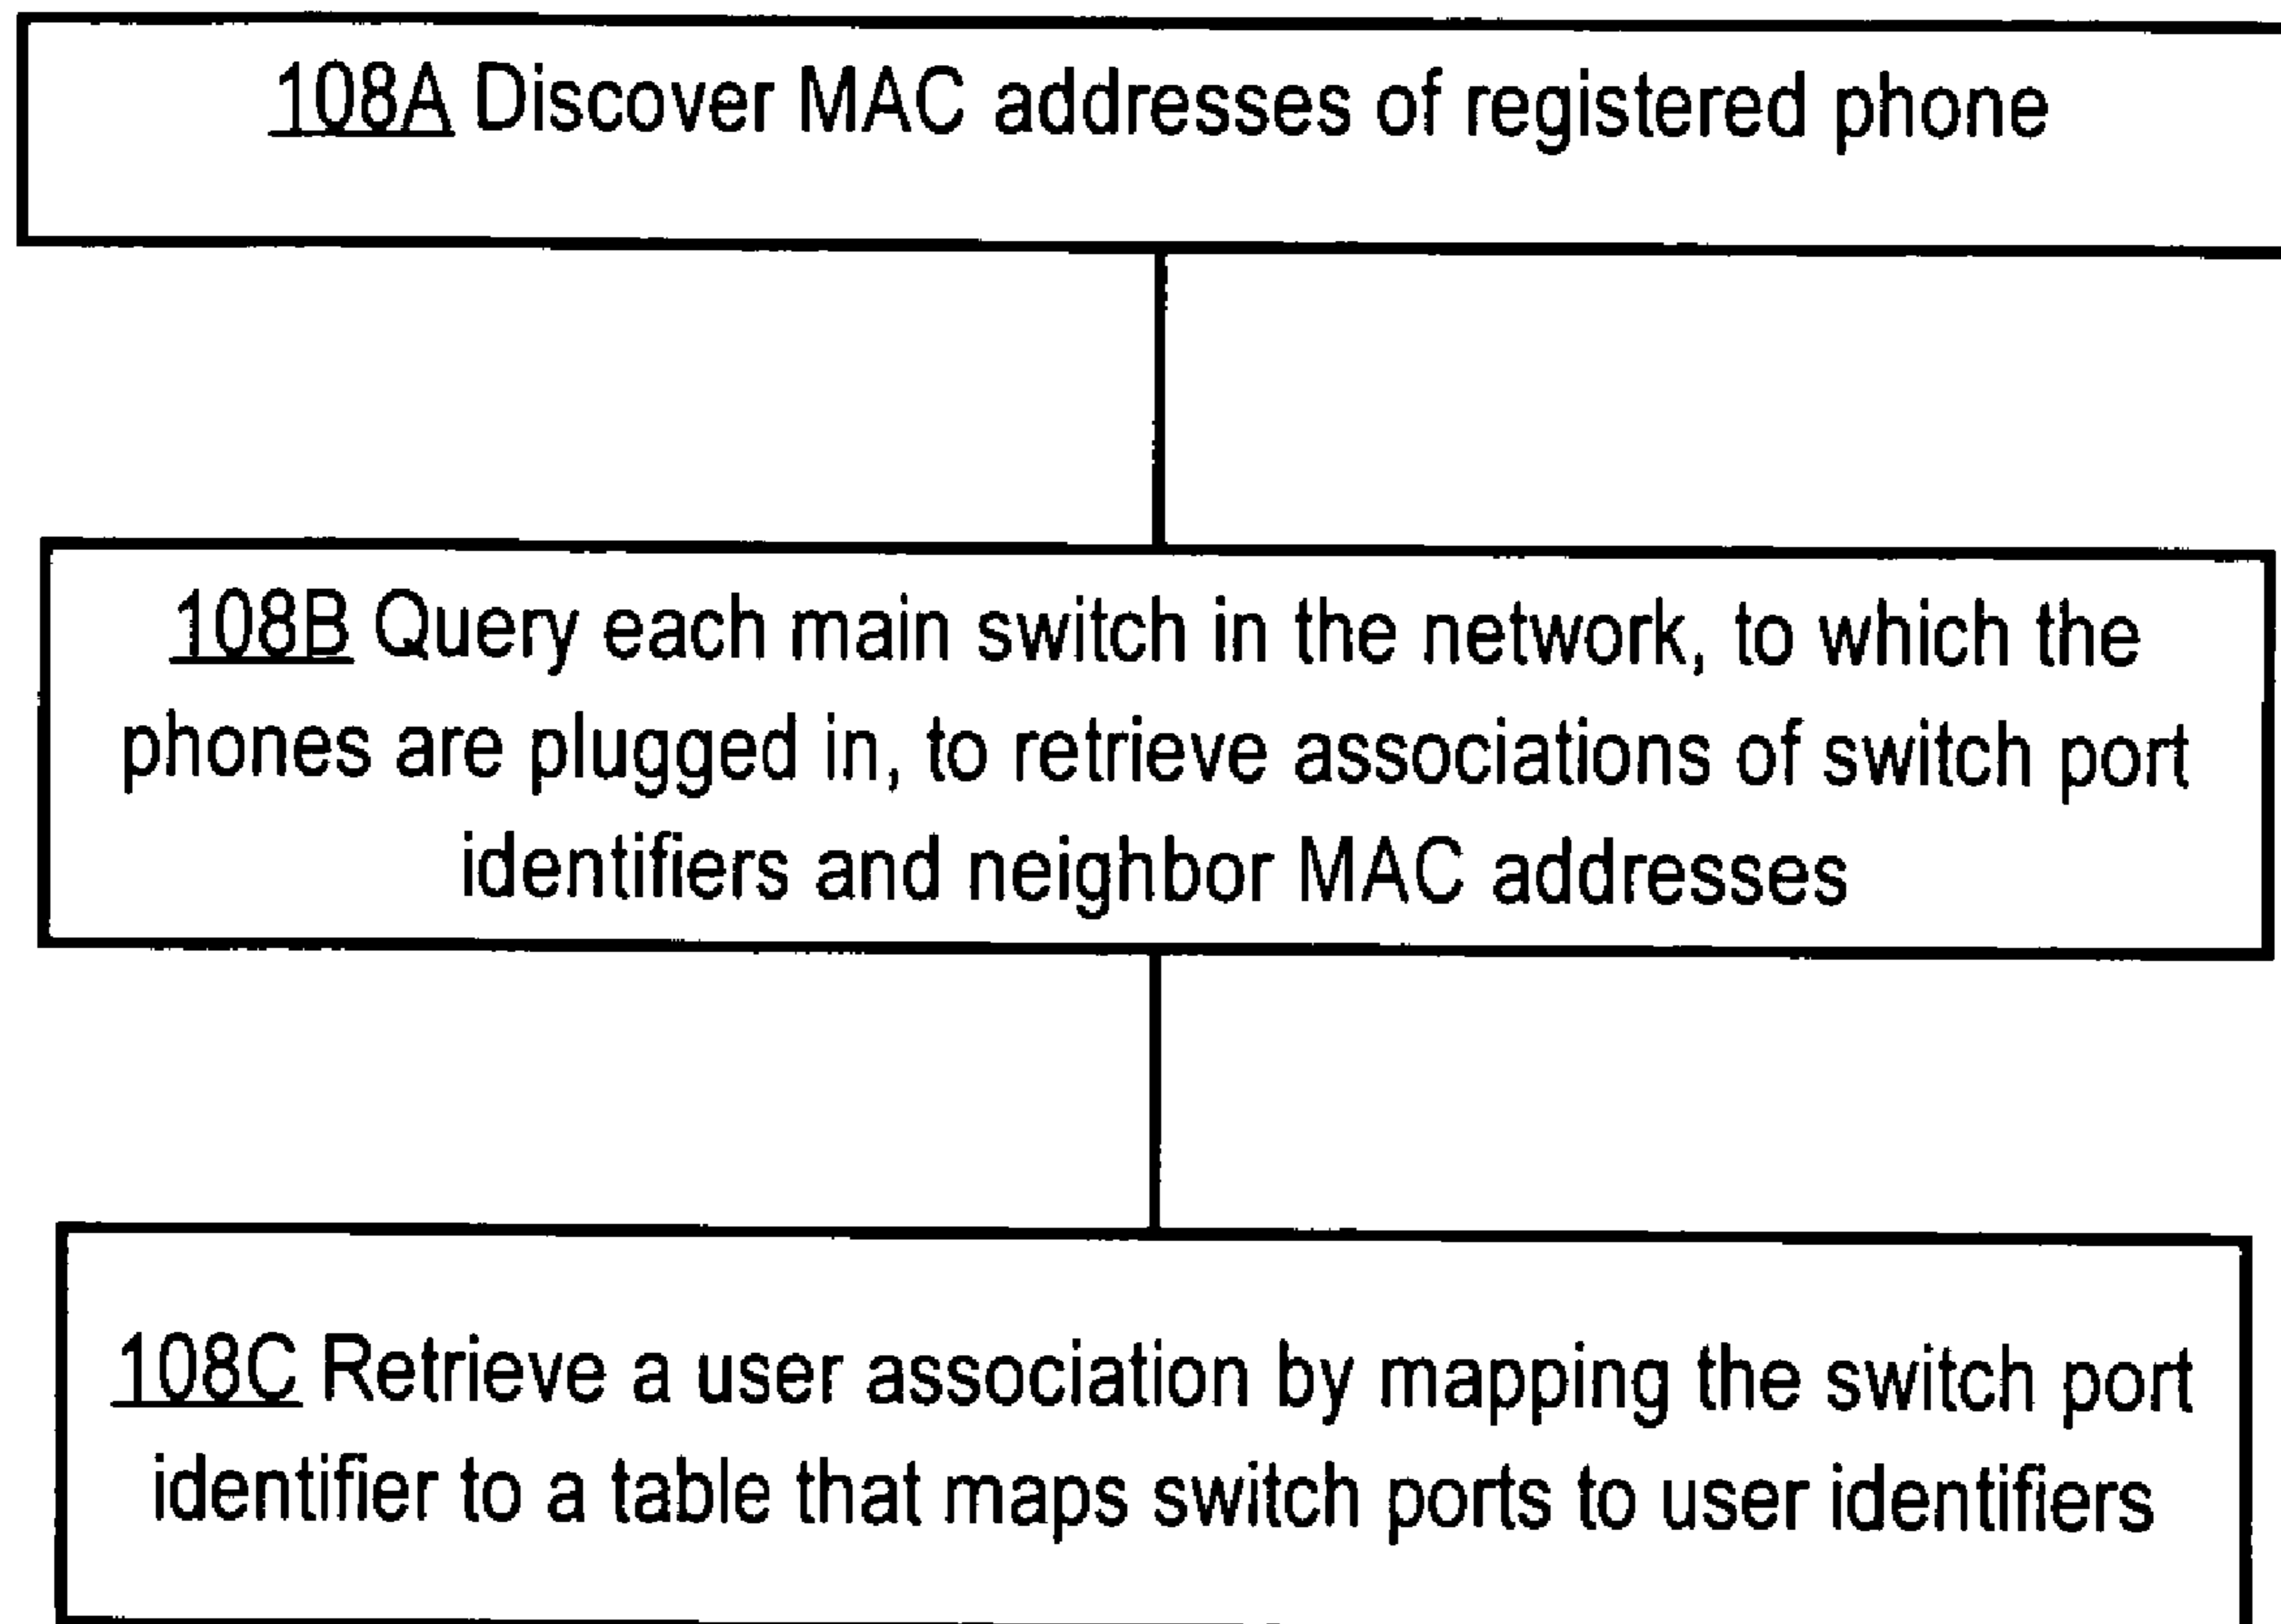 108A Discover MAC addresses of registered phone
108B Query each main switch in the network, to which the
phones are plugged in, to retrieve associations of switch port
identifiers and neighbor MAC addresses
108C Retrieve a user association by mapping the switch port
identifier to a table that maps switch ports to user identifiers